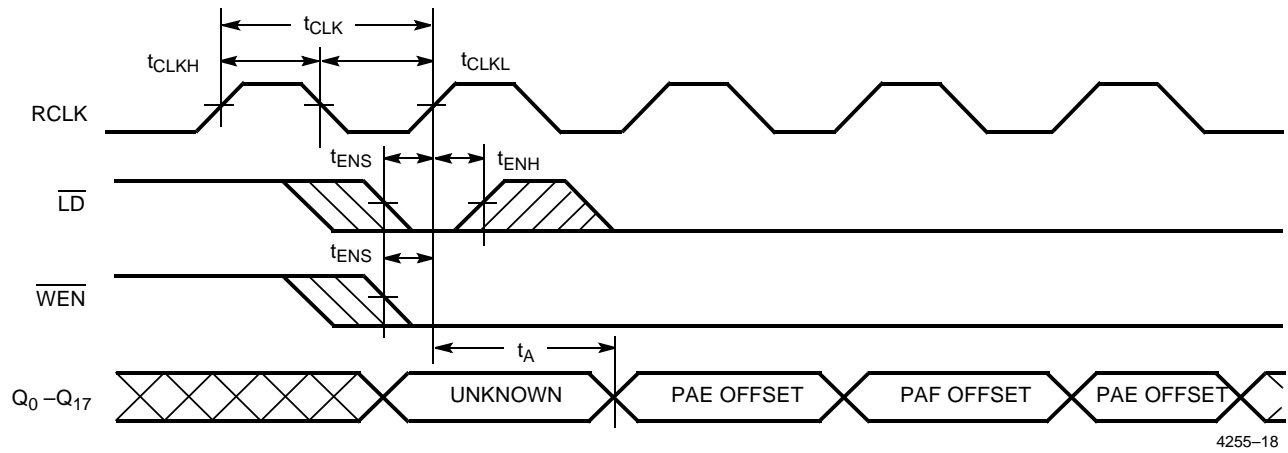 tCLK
tCLKH
tCLKL
RCLK
tENS
tENH
LD
tENS
WEN
tA
Q0 –Q17
UNKNOWN
PAE OFFSET
PAF OFFSET
PAE OFFSET
4255–18